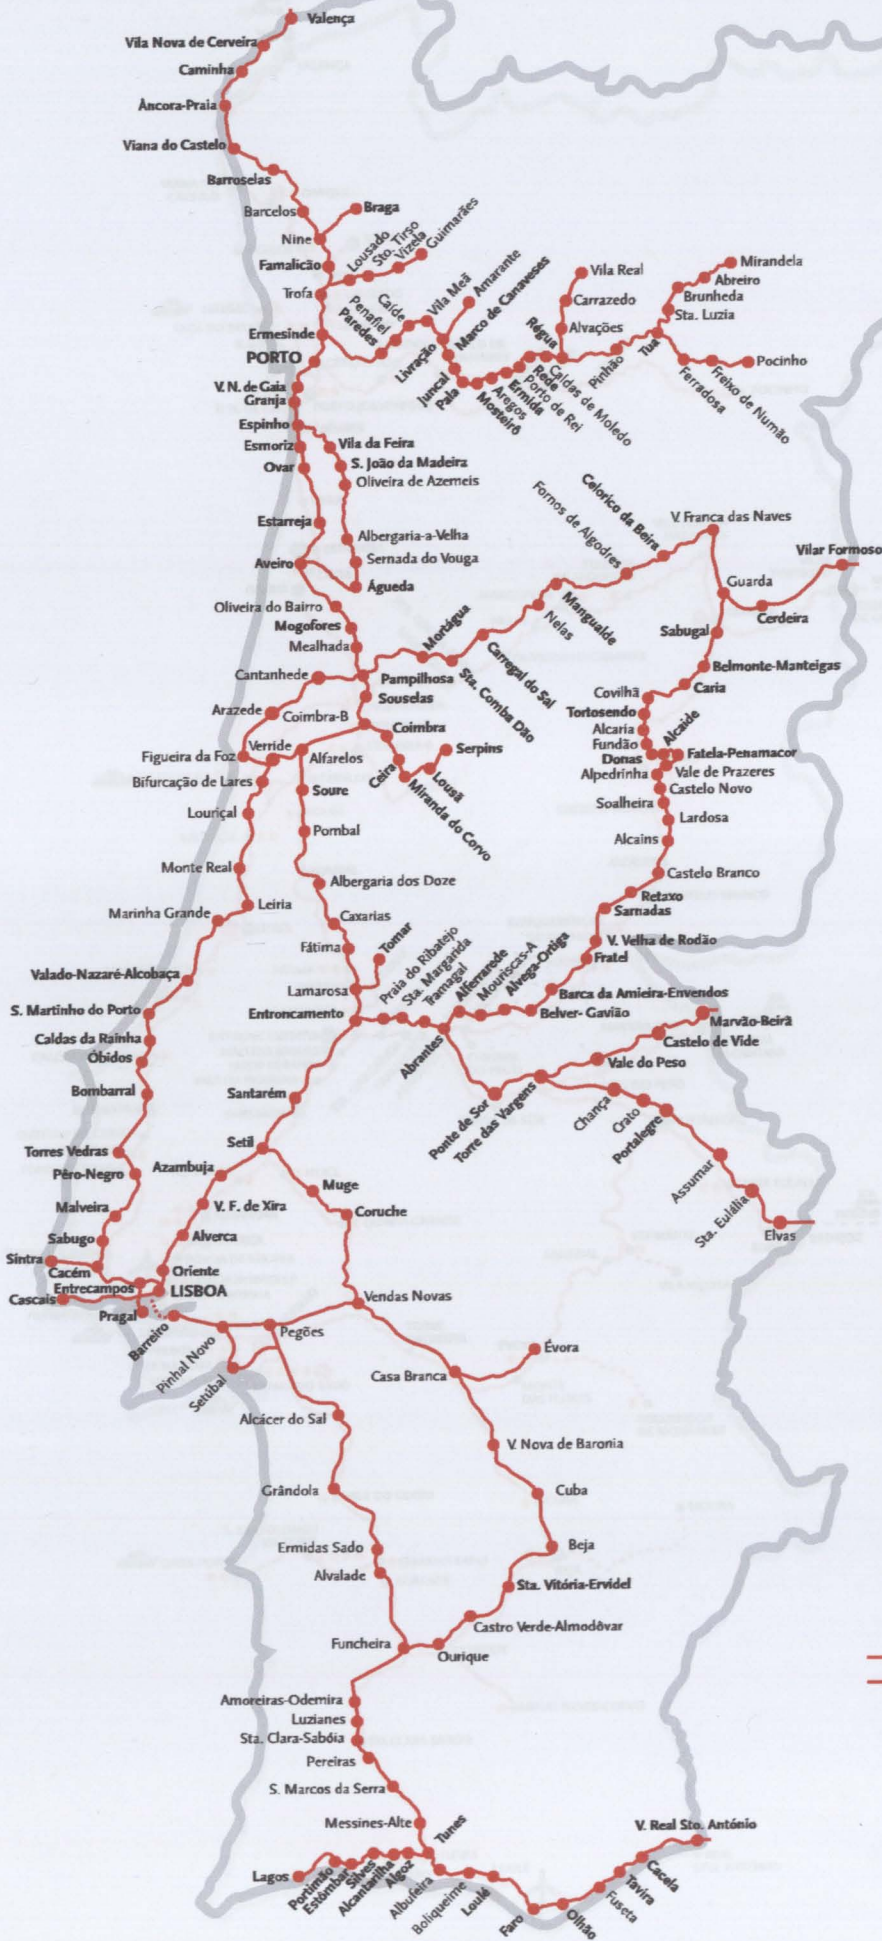 Valença
Vila Nova de Cerveira
Caminha
Àncora-Praia
Viana do Castelo
Barroselas
Barcelos
Braga
Nine
Famalicão
Lousado
Sto. Tirso
Vizela
Guimarães
Trofa
Ermesinde
PORTO
Paredes
Penafiel
Caíde
Vila Meã
Livração
Amarante
Marco de Canaveses
Juncal
Pala
Mosteirô
Aregos
Ermida
Porto de Rei
Rede
Caldas de Moledo
Régua
Vila Real
Carrazedo
Alvações
Pinhão
Tua
Mirandela
Abreiro
Brunheda
Sta. Luzia
Ferradosa
Freixo de Numão
Pocinho
V. N. de Gaia
Granja
Espinho
Esmoriz
Ovar
Vila da Feira
S. João da Madeira
Oliveira de Azemeis
Estarreja
Albergaria-a-Velha
Sernada do Vouga
Aveiro
Águeda
Oliveira do Bairro
Mogofores
Mealhada
Cantanhede
Pampilhosa
Souselas
Mortágua
Sta. Comba Dão
Carregal do Sal
Nelas
Mangualde
Fornos de Algodres
Celorico da Beira
V. Franca das Naves
Vilar Formoso
Guarda
Cerdeira
Sabugal
Belmonte-Manteigas
Caria
Covilhã
Tortosendo
Alcaria
Fundão
Donas
Alcaide
Fatela-Penamacor
Alpedrinha
Vale de Prazeres
Castelo Novo
Soalheira
Lardosa
Alcains
Castelo Branco
Retaxo
Sarnadas
V. Velha de Rodão
Fratel
Arazede
Coimbra-B
Coimbra
Figueira da Foz
Verride
Alfarelos
Bifurcação de Lares
Ceira
Miranda do Corvo
Lousã
Serpins
Soure
Louriçal
Pombal
Monte Real
Albergaria dos Doze
Leiria
Marinha Grande
Caxarias
Fátima
Tomar
Lamarosa
Valado-Nazaré-Alcobaça
S. Martinho do Porto
Entroncamento
Praia do Ribatejo
Sta. Margarida
Tramagal
Abrantes
Alferrarede
Mouriscas-A
Alvega-Ortiga
Belver- Gavião
Barca da Amieira-Envendos
Marvão-Beirã
Castelo de Vide
Vale do Peso
Ponte de Sor
Torre das Vargens
Chança
Crato
Portalegre
Assumar
Sta. Eulália
Elvas
Caldas da Rainha
Óbidos
Bombarral
Santarém
Torres Vedras
Setil
Pêro-Negro
Azambuja
Muge
Malveira
V. F. de Xira
Coruche
Sabugo
Alverca
Sintra
Cacém
Oriente
Entrecampos
LISBOA
Cascais
Pragal
Barreiro
Pinhal Novo
Setúbal
Pegões
Vendas Novas
Casa Branca
Évora
Alcácer do Sal
V. Nova de Baronia
Grândola
Cuba
Ermidas Sado
Beja
Alvalade
Sta. Vitória-Ervidel
Castro Verde-Almodôvar
Funcheira
Ourique
Amoreiras-Odemira
Luzianes
Sta. Clara-Sabóia
Pereiras
S. Marcos da Serra
Messines-Alte
Tunes
Lagos
Portimão
Estômbar
Silves
Alcantarilha
Algoz
Albufeira
Boliqueime
Loulé
Faro
Olhão
Fuseta
Tavira
Cacela
V. Real Sto. António